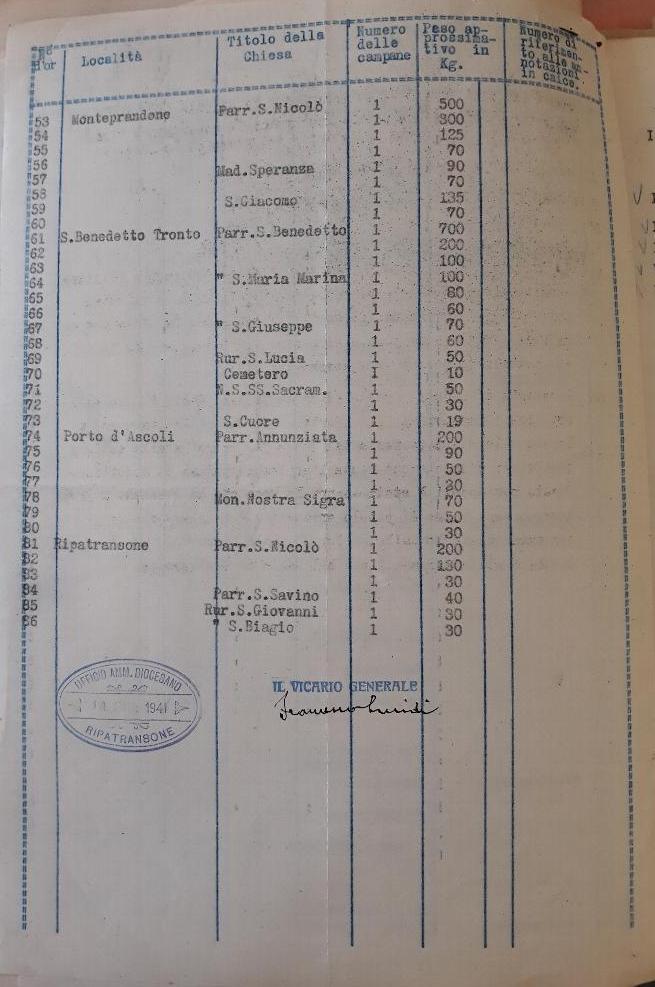 N°
d'or
Località
Titolo della
Chiesa
Numero
delle
campane
Peso ap-
prossima-
tivo in
Kg.
Numero di
riferimen-
to alle an-
notazioni
in calce.
53 Monteprandone Parr.S.Nicolò 1 500
54 1 300
55 1 125
56 1 70
57 Mad.Speranza 1 90
58 1 70
59 S.Giacomo 1 135
60 1 70
61 S.Benedetto Tronto Parr.S.Benedetto 1 700
62 1 200
63 1 100
64 " S.Maria Marina 1 100
65 1 80
66 1 60
67 " S.Giuseppe 1 70
68 1 60
69 Rur.S.Lucia 1 50
70 Cemetero I 10
71 N.S.SS.Sacram. 1 50
72 1 30
73 S.Cuore 1 19
74 Porto d'Ascoli Parr.Annunziata 1 200
75 1 90
76 1 50
77 1 30
78 Mon.Nostra Sigra 1 70
79 1 50
80 1 30
81 Ripatransone Parr.S.Nicolò 1 200
82 1 130
83 1 30
84 Parr.S.Savino 1 40
85 Rur.S.Giovanni 1 30
86 " S.Biagio 1 30
UFFICIO AMM. DIOCESANO
1941
RIPATRANSONE
IL VICARIO GENERALE